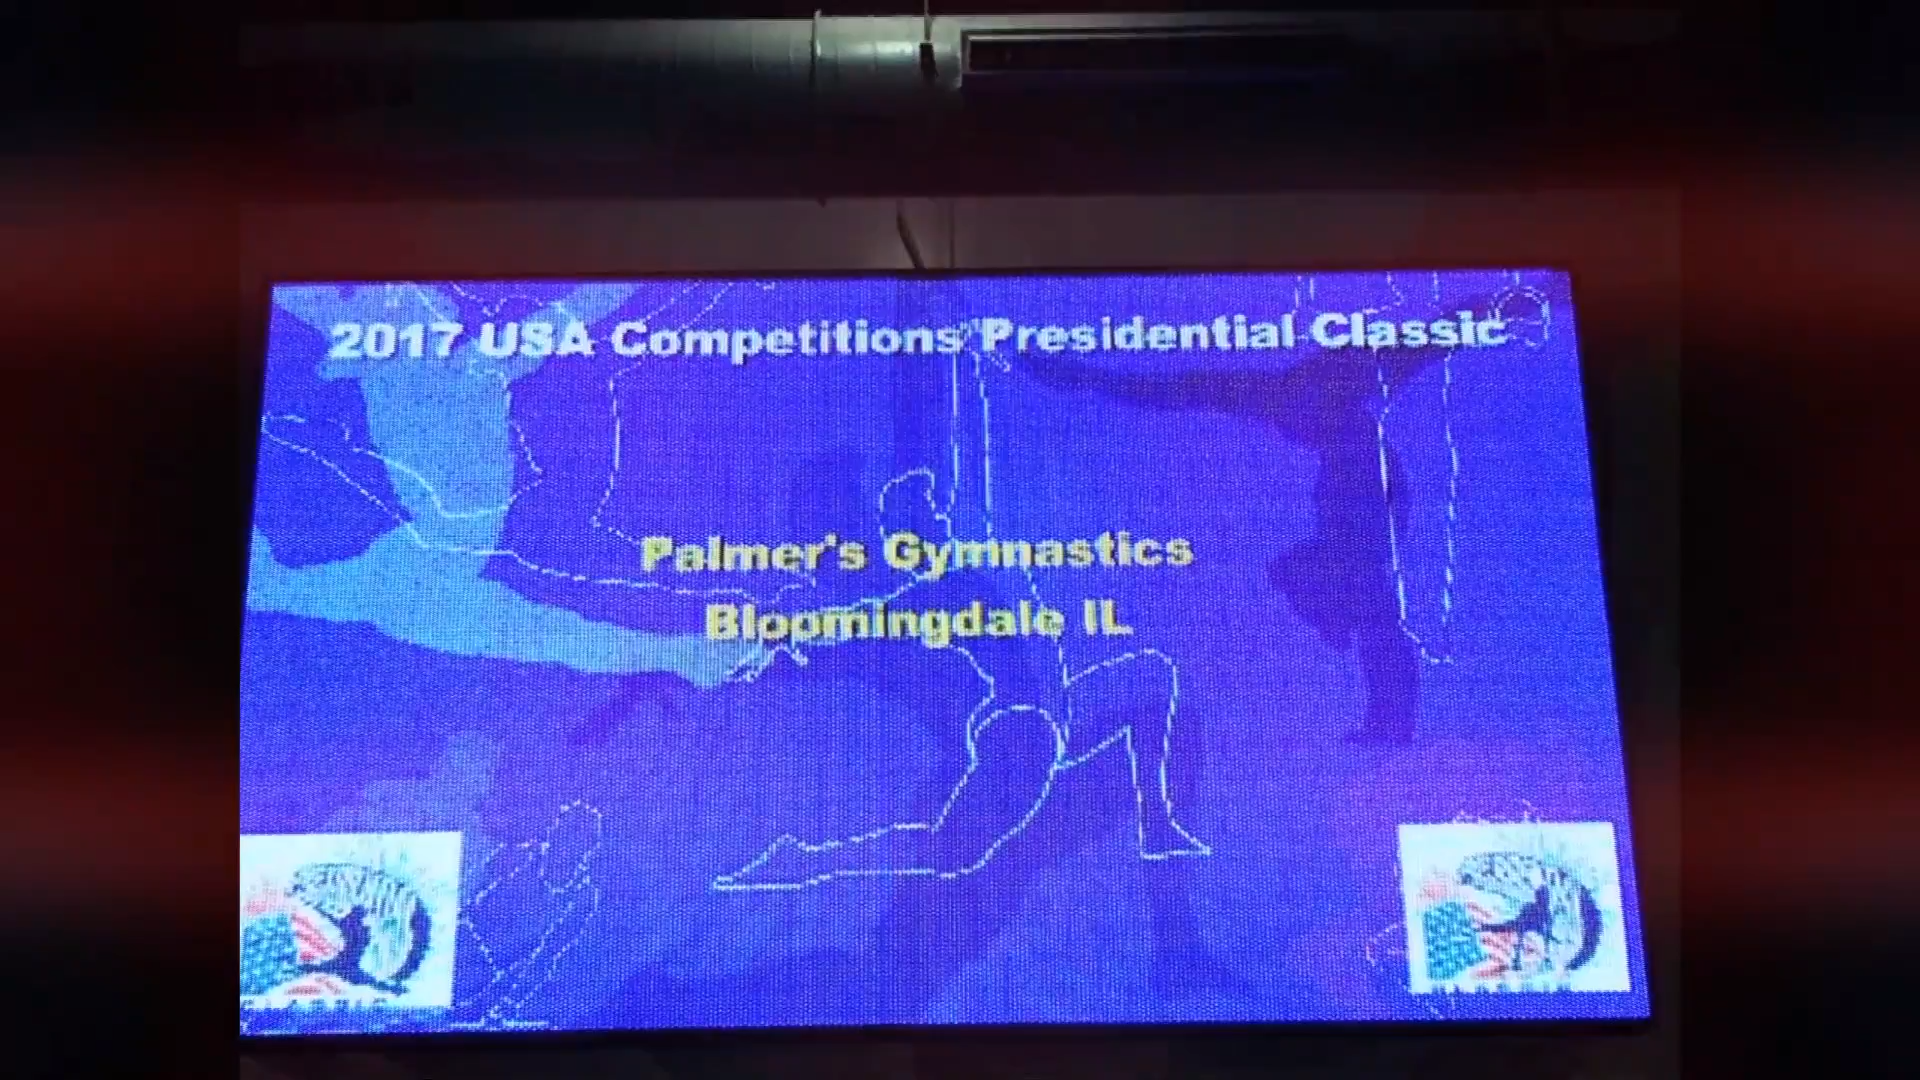 2017 USA Competitions Presidential Classic
Palmer's Gymnastics
Bloomingdale IL